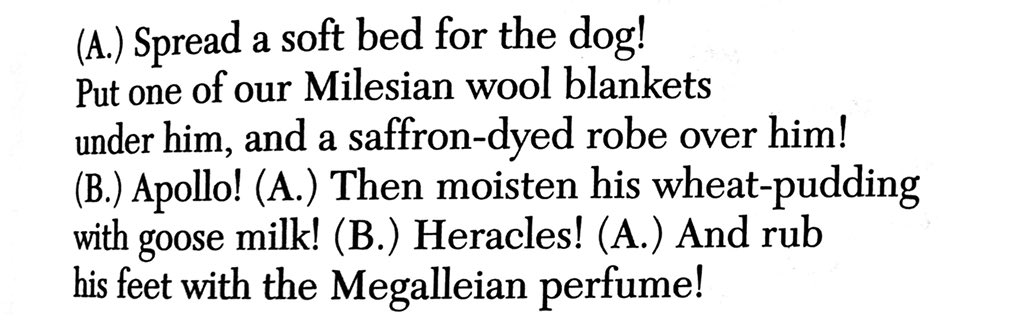 (A.) Spread a soft bed for the dog!
Put one of our Milesian wool blankets
under him, and a saffron-dyed robe over him!
(B.) Apollo! (A.) Then moisten his wheat-pudding
with goose milk! (B.) Heracles! (A.) And rub
his feet with the Megalleian perfume!